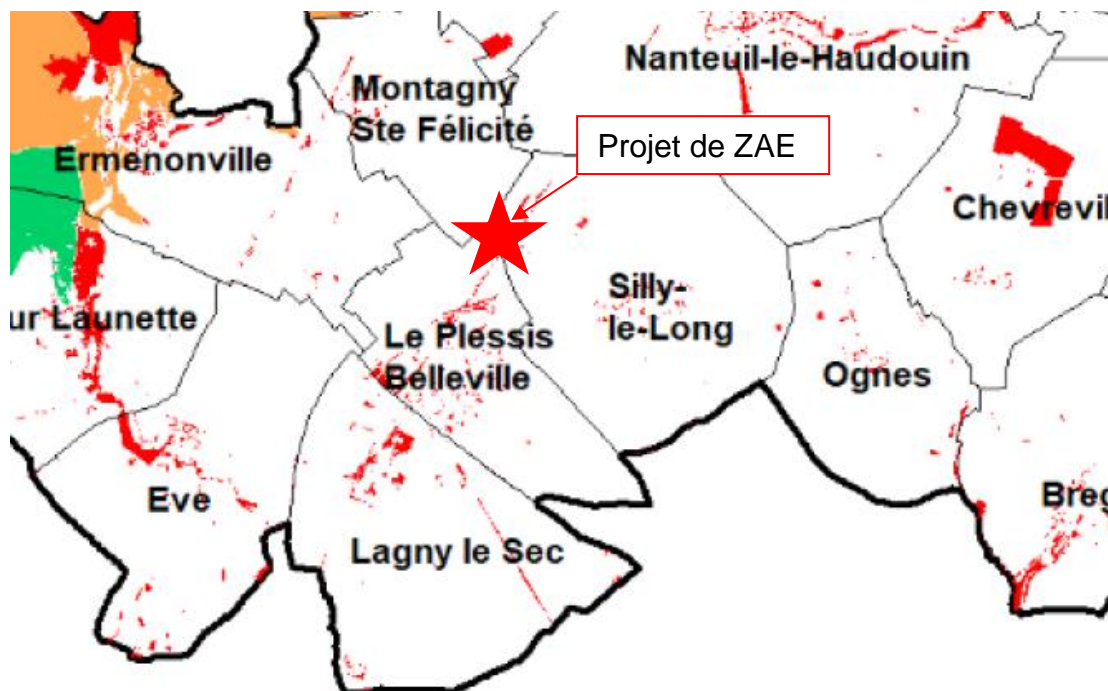 Nanteuil-le-Haudouin
Montagny
Ste Félicité
Projet de ZAE
Ermenonville
Chevrevil
Silly-
le-Long
ur Launette
Le Plessis
Belleville
Ognes
Eve
Breg
Lagny le Sec